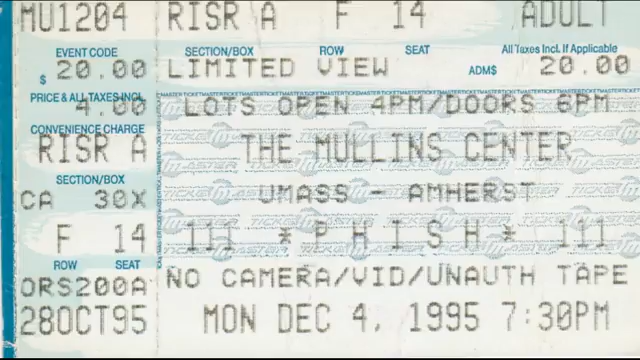 MU1204 RISR A F 14 ADULT
EVENT CODE SECTION/BOX ROW SEAT All Taxes Incl. If Applicable
$ 20.00 LIMITED VIEW ADM$ 20.00
PRICE & ALL TAXES INCL.
4.00 LOTS OPEN 4PM/DOORS 6PM
CONVENIENCE CHARGE
RISR A THE MULLINS CENTER
SECTION/BOX
CA 30X UMASS - AMHERST
F 14 111 * P H I S H * 111
ROW SEAT
ORS200A NO CAMERA/VID/UNAUTH TAPE
28OCT95 MON DEC 4, 1995 7:30PM